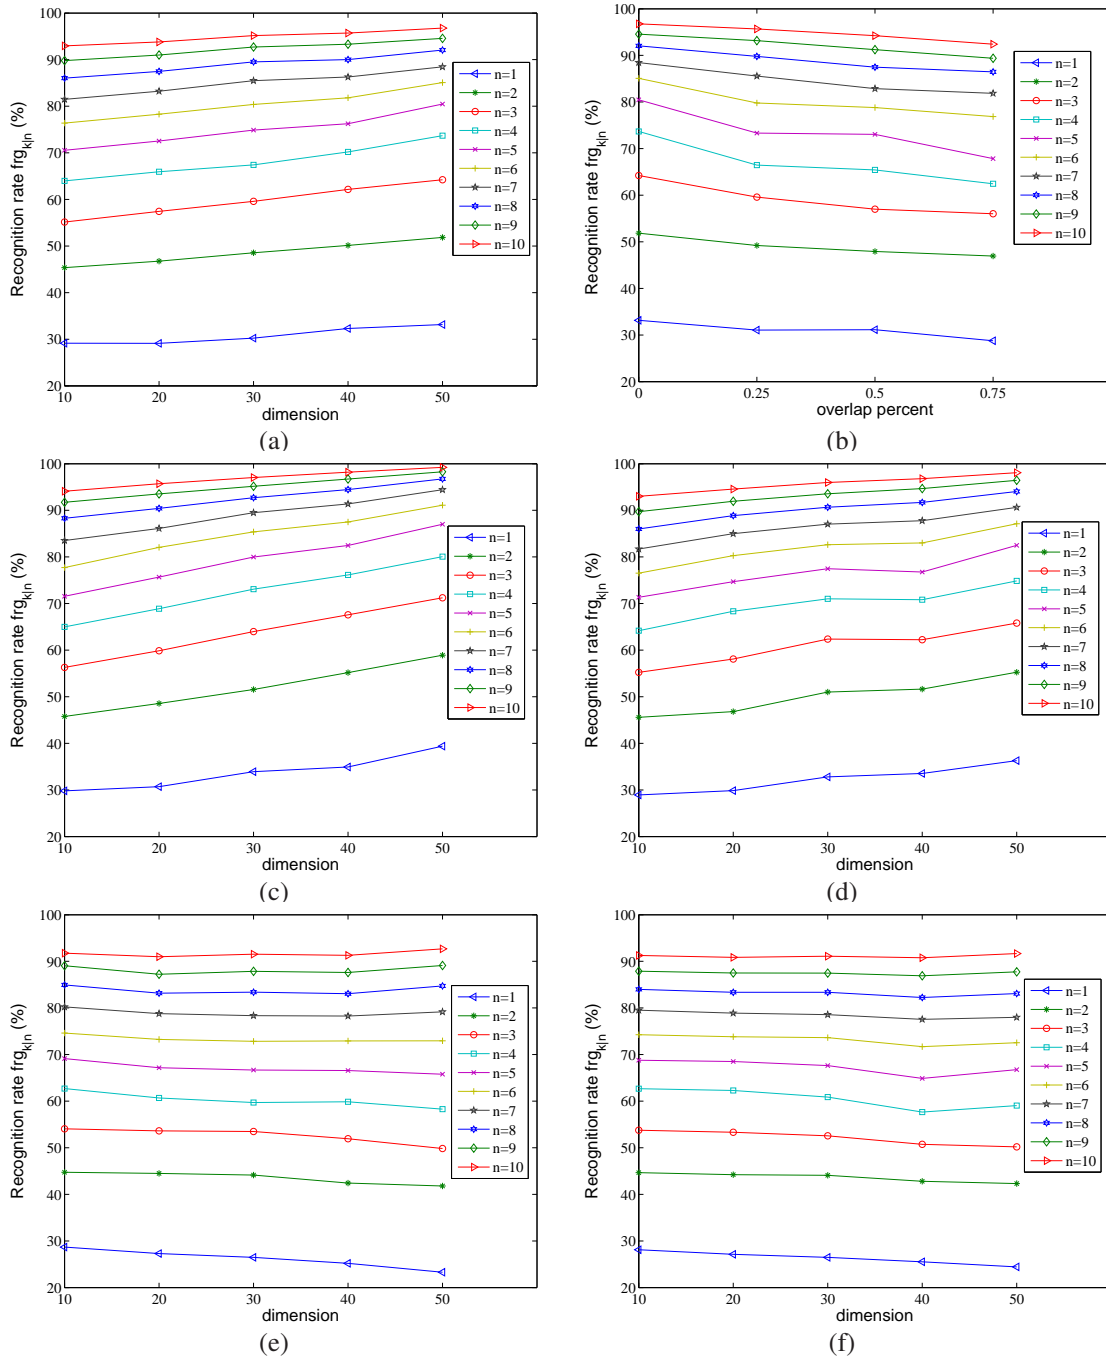 100
90
80
70
60
50
40
30
20
Recognition rate frg k|n (%)
10 20 30 40 50
dimension
n=1
n=2
n=3
n=4
n=5
n=6
n=7
n=8
n=9
n=10
(a)
100
90
80
70
60
50
40
30
20
Recognition rate frg k|n (%)
0 0.25 0.5 0.75
overlap percent
n=1
n=2
n=3
n=4
n=5
n=6
n=7
n=8
n=9
n=10
(b)
100
90
80
70
60
50
40
30
20
Recognition rate frg k|n (%)
10 20 30 40 50
dimension
n=1
n=2
n=3
n=4
n=5
n=6
n=7
n=8
n=9
n=10
(c)
100
90
80
70
60
50
40
30
20
Recognition rate frg k|n (%)
10 20 30 40 50
dimension
n=1
n=2
n=3
n=4
n=5
n=6
n=7
n=8
n=9
n=10
(d)
100
90
80
70
60
50
40
30
20
Recognition rate frg k|n (%)
10 20 30 40 50
dimension
n=1
n=2
n=3
n=4
n=5
n=6
n=7
n=8
n=9
n=10
(e)
100
90
80
70
60
50
40
30
20
Recognition rate frg k|n (%)
10 20 30 40 50
dimension
n=1
n=2
n=3
n=4
n=5
n=6
n=7
n=8
n=9
n=10
(f)